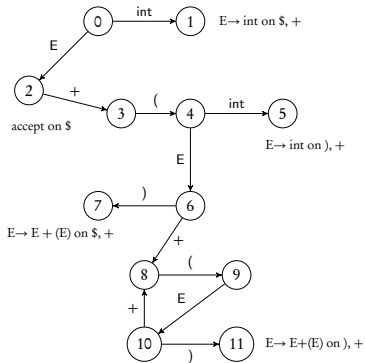 0 int 1 E→ int on $, +
E
2 + 3 ( 4 int 5
accept on $
E→ int on ), +
E
7 ) 6
E→ E + (E) on $, +
+
8 ( 9
+ E
10 ) 11 E→ E+(E) on ), +